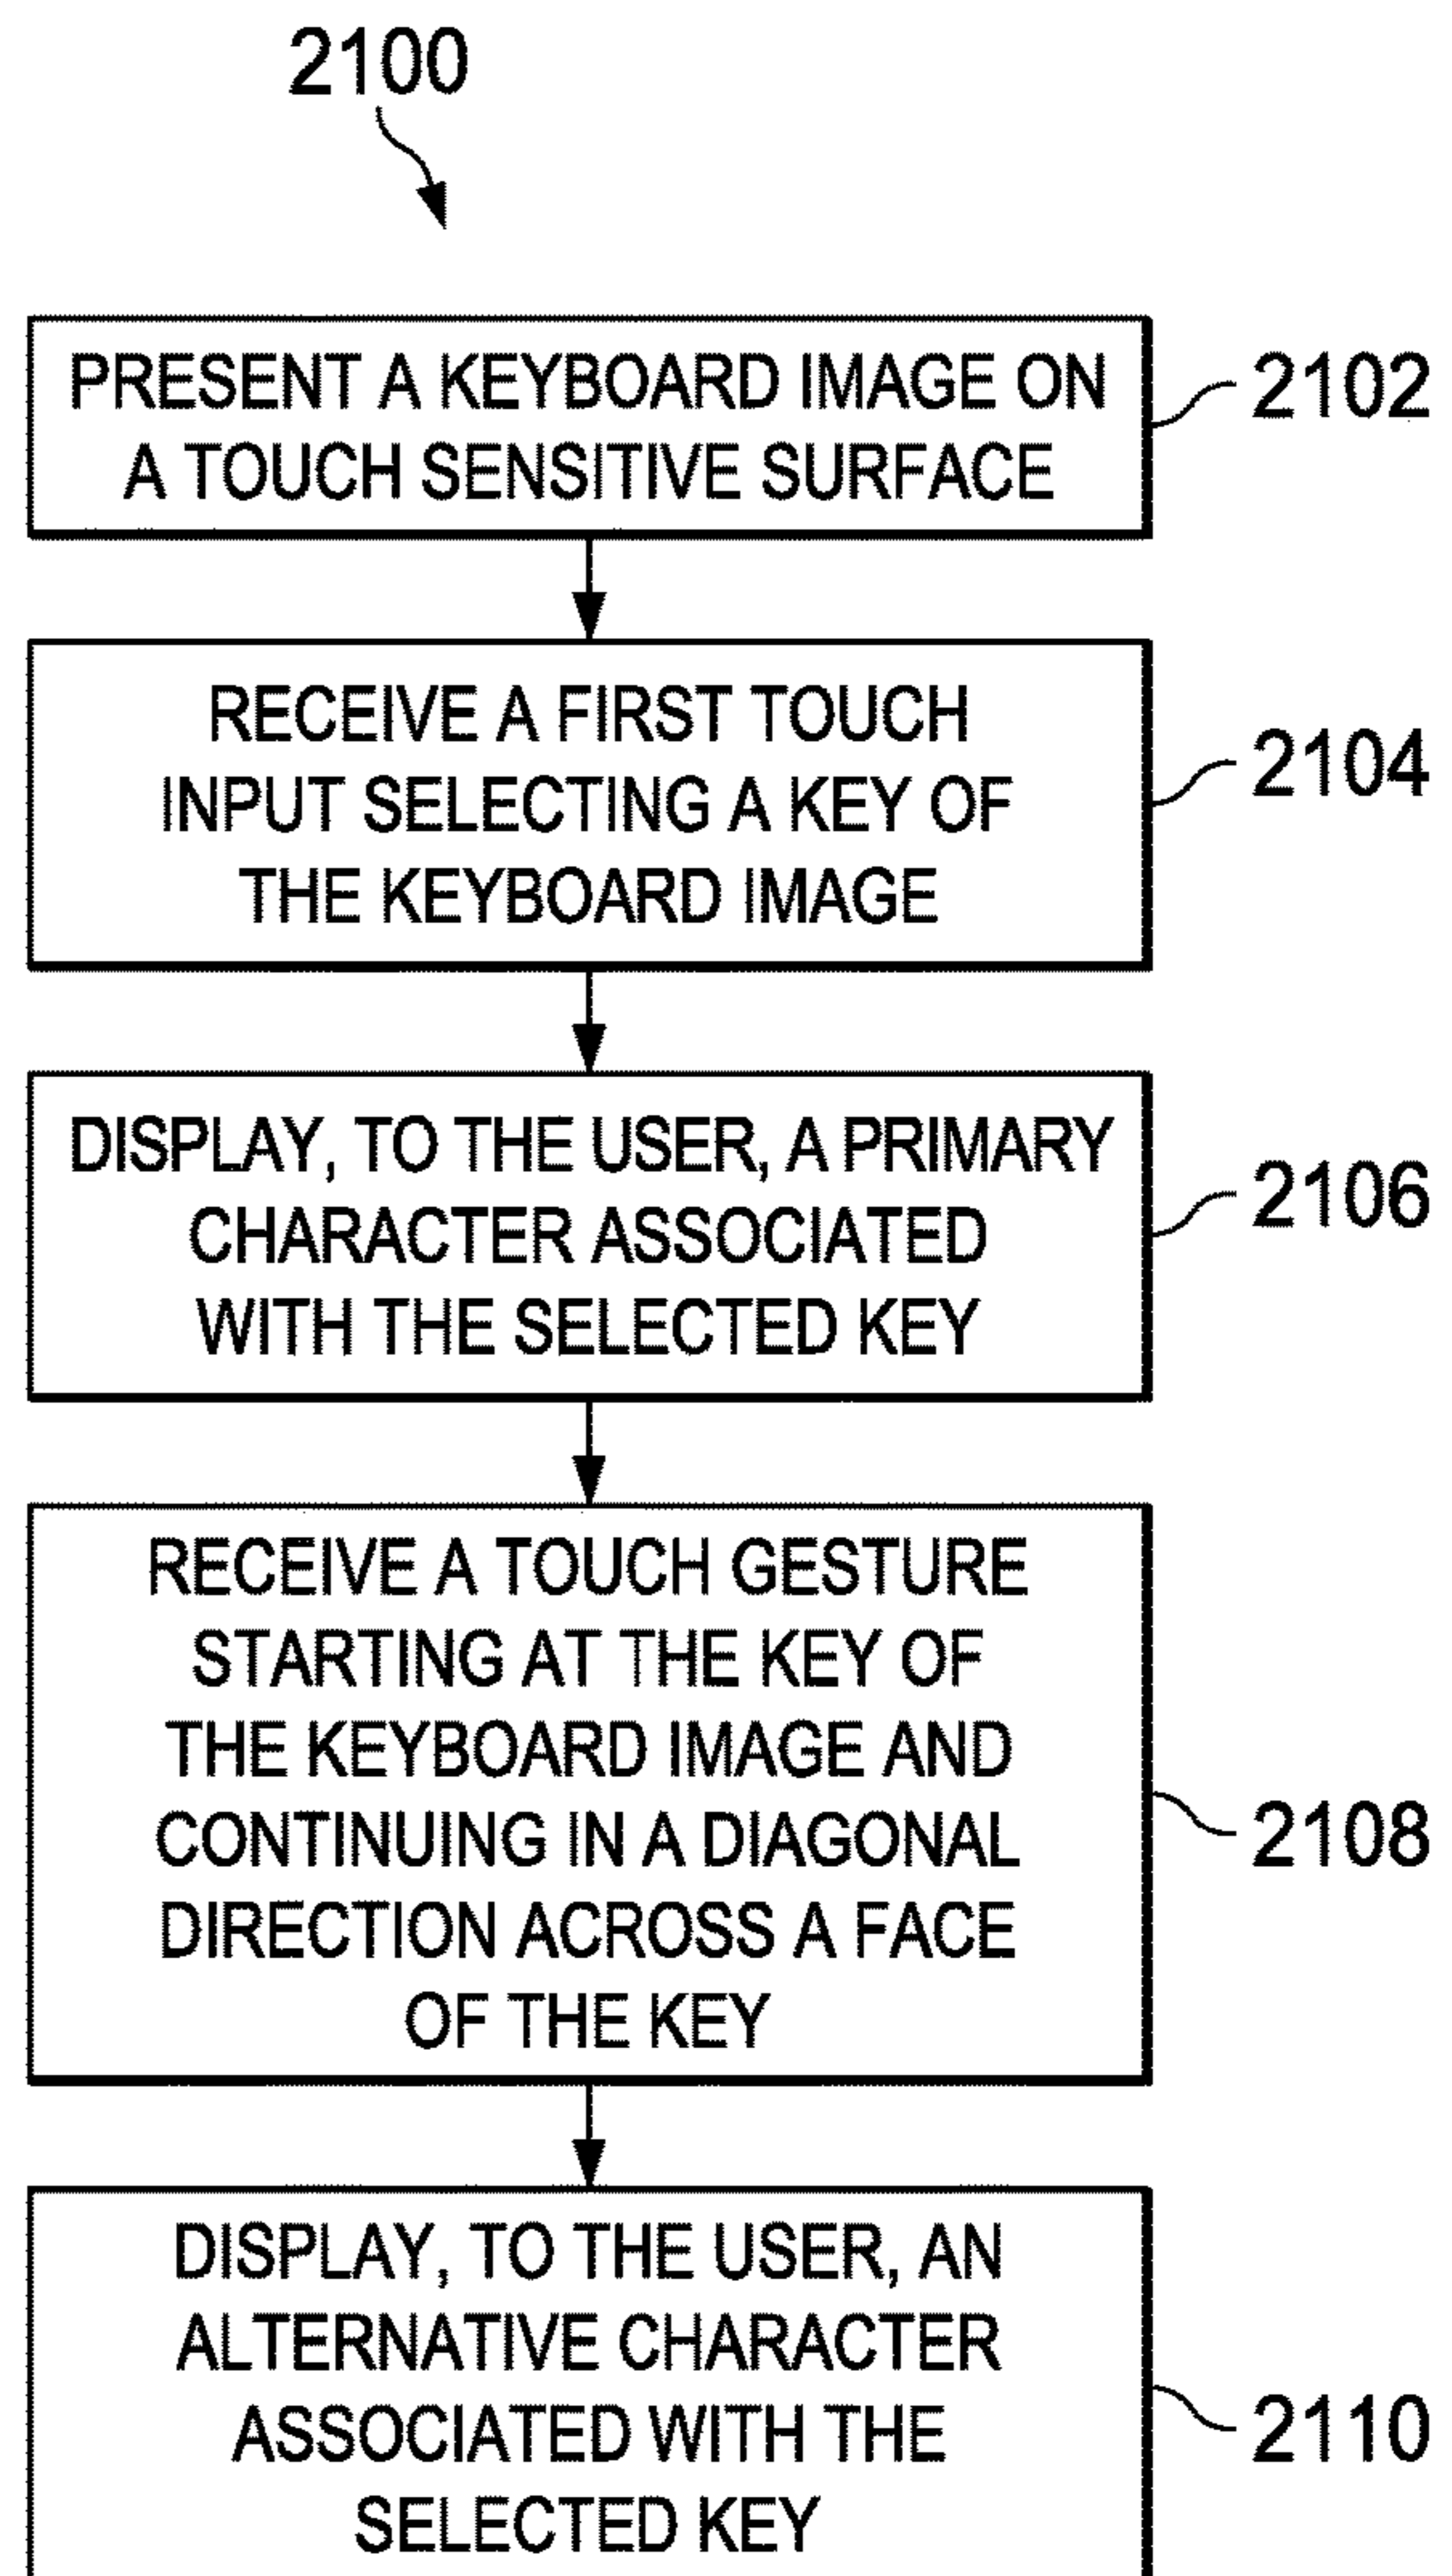 2100
PRESENT A KEYBOARD IMAGE ON
A TOUCH SENSITIVE SURFACE
2102
RECEIVE A FIRST TOUCH
INPUT SELECTING A KEY OF
THE KEYBOARD IMAGE
2104
DISPLAY, TO THE USER, A PRIMARY
CHARACTER ASSOCIATED
WITH THE SELECTED KEY
2106
RECEIVE A TOUCH GESTURE
STARTING AT THE KEY OF
THE KEYBOARD IMAGE AND
CONTINUING IN A DIAGONAL
DIRECTION ACROSS A FACE
OF THE KEY
2108
DISPLAY, TO THE USER, AN
ALTERNATIVE CHARACTER
ASSOCIATED WITH THE
SELECTED KEY
2110